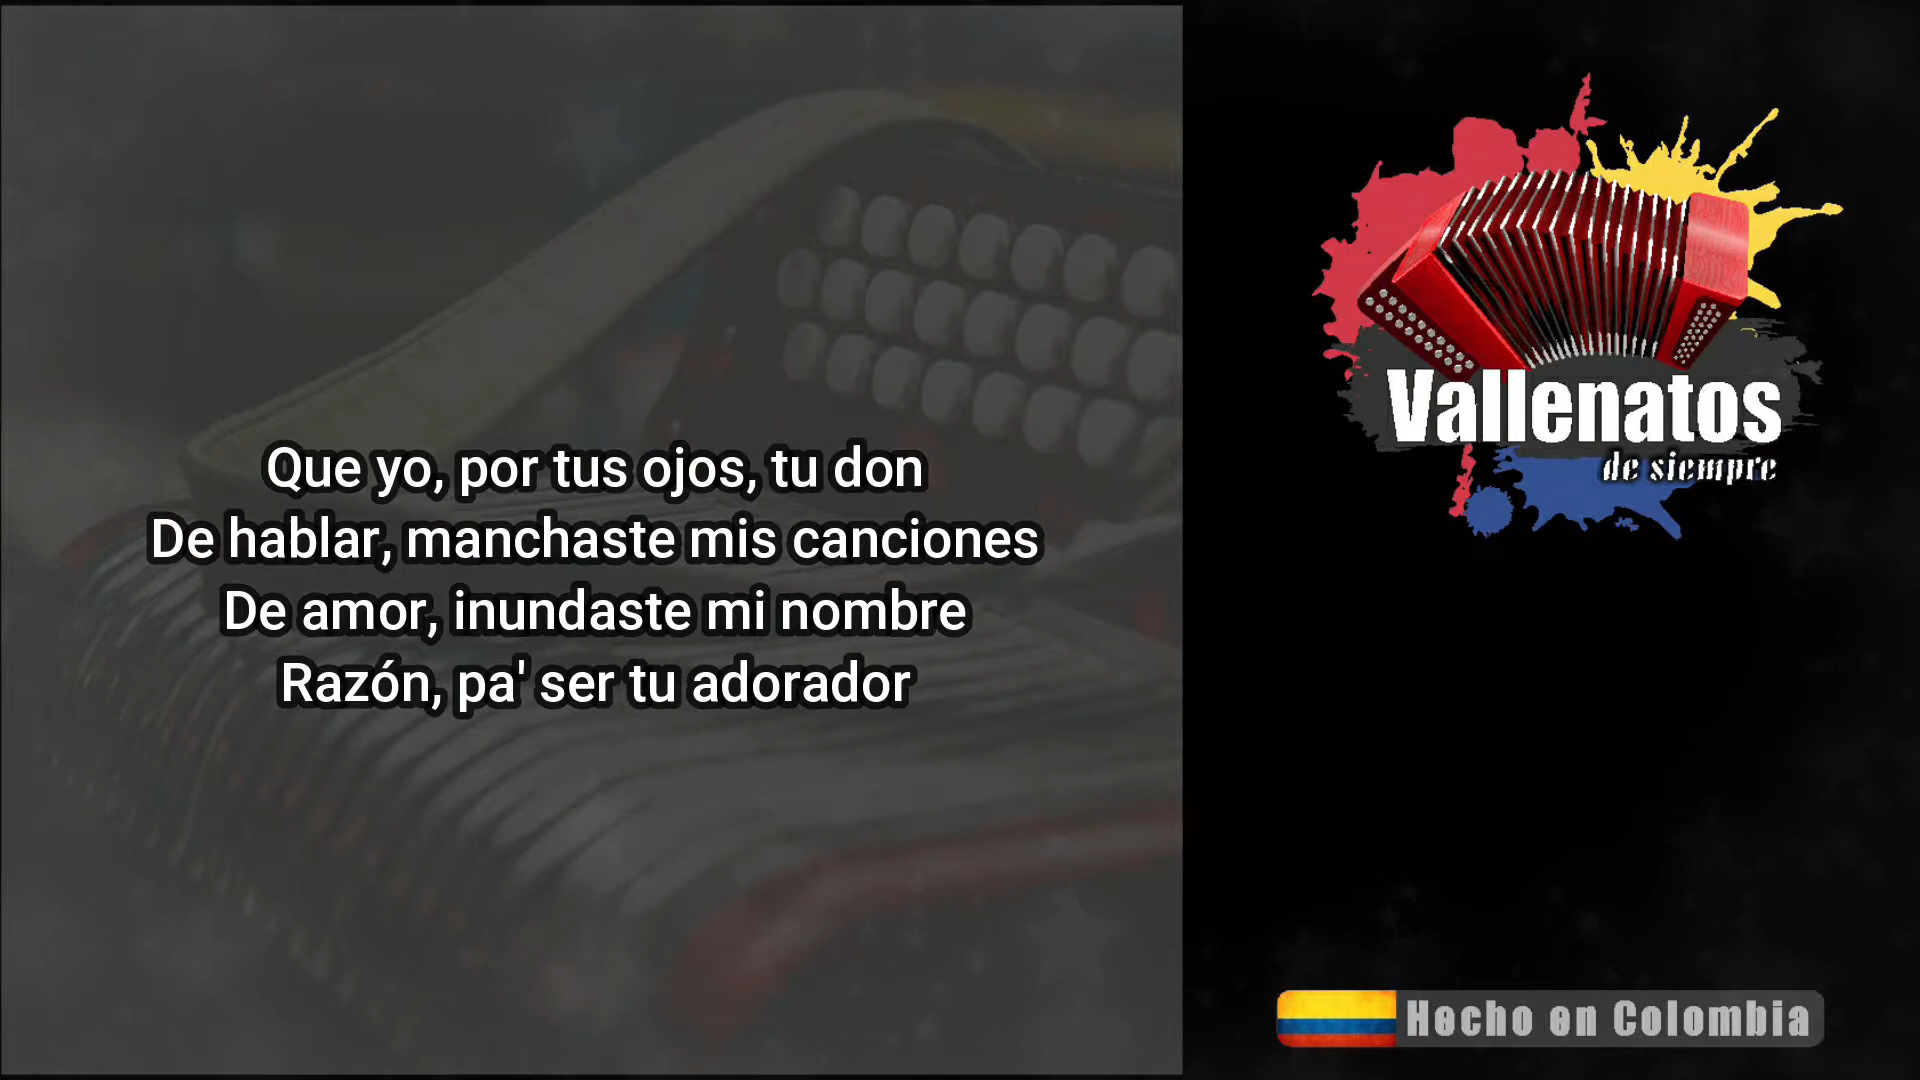 Que yo, por tus ojos, tu don
De hablar, manchaste mis canciones
De amor, inundaste mi nombre
Razón, pa' ser tu adorador
Vallenatos
de siempre
Hecho en Colombia